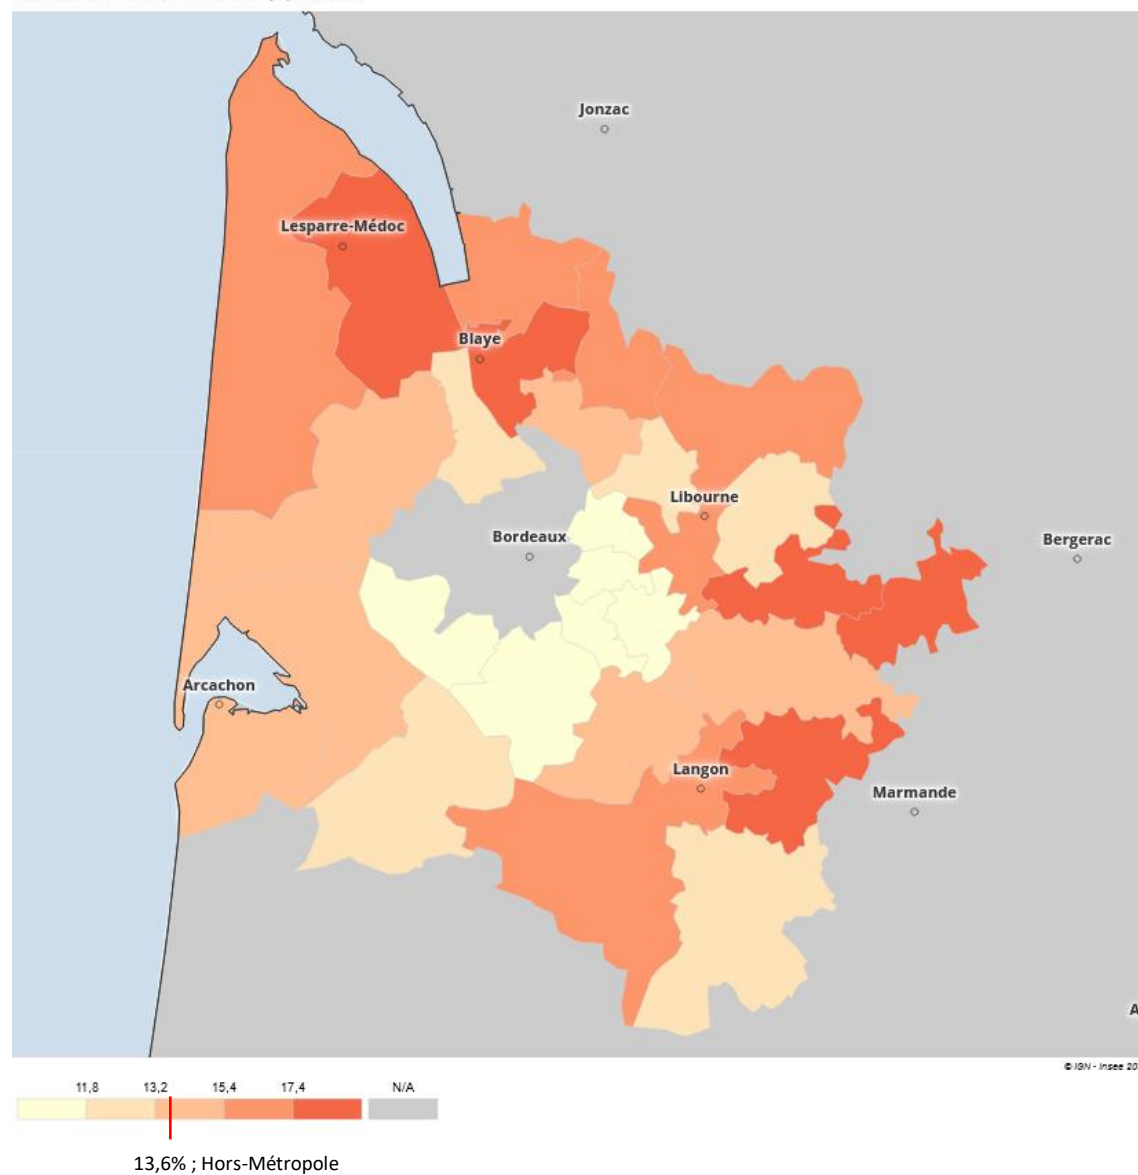 Jonzac
Lesparre-Médoc
Blaye
Libourne
Bordeaux
Bergerac
Arcachon
Langon
Marmande
A
© IGN - Insee 20
11,8 13,2 15,4 17,4 N/A
13,6% ; Hors-Métropole